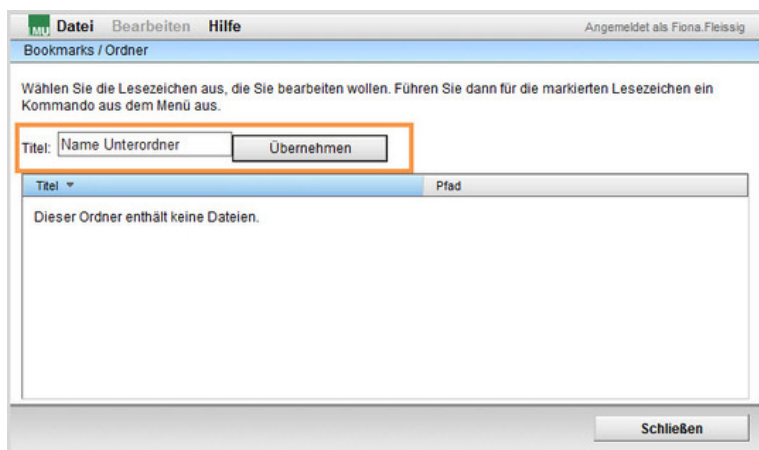 MU Datei Bearbeiten Hilfe Angemeldet als Fiona.Fleissig
Bookmarks / Ordner
Wählen Sie die Lesezeichen aus, die Sie bearbeiten wollen. Führen Sie dann für die markierten Lesezeichen ein
Kommando aus dem Menü aus.
Titel: Name Unterordner Übernehmen
Titel Pfad
Dieser Ordner enthält keine Dateien.
Schließen